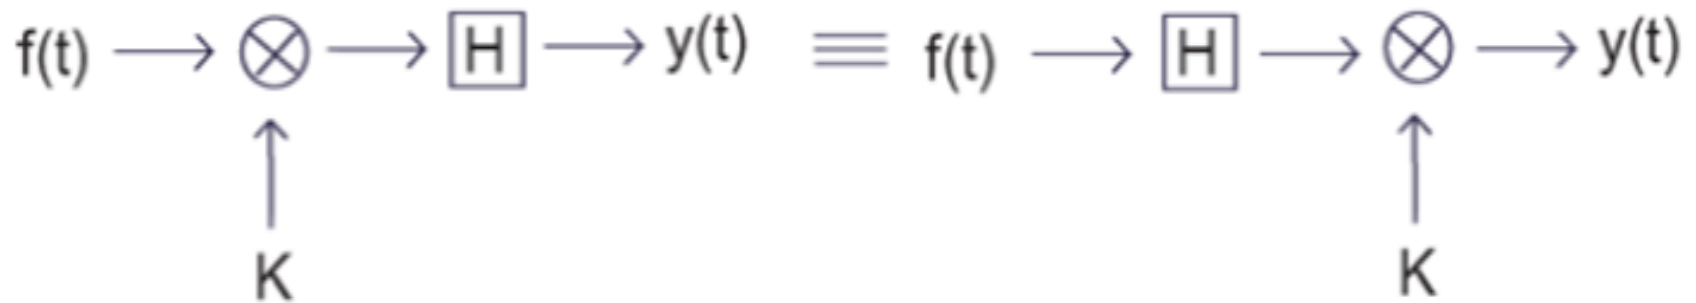 f(t) H y(t) ≡ f(t) H y(t)
K K